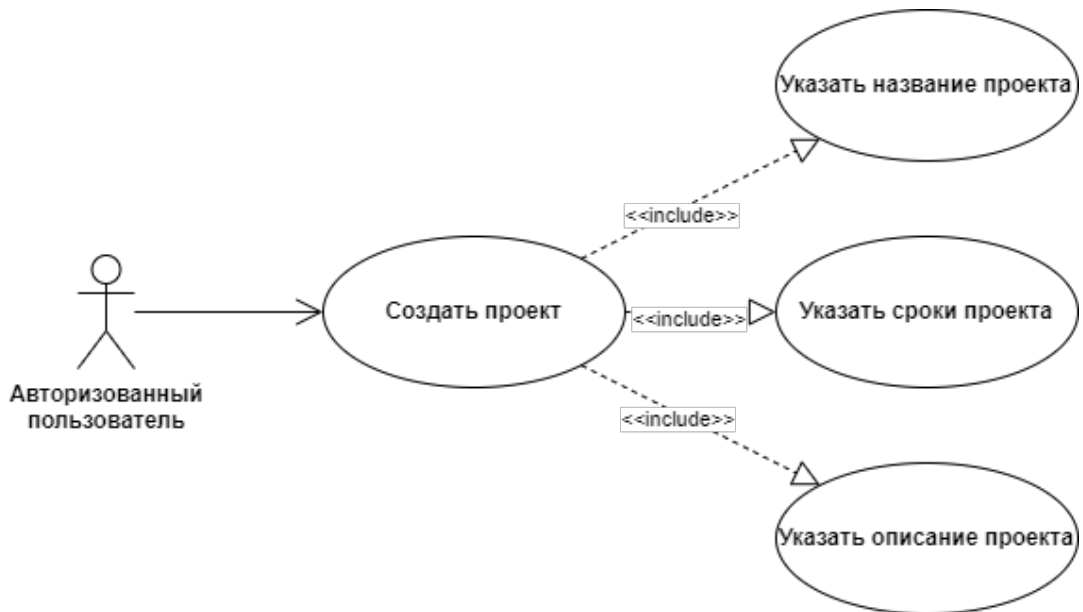 Указать название проекта
<<include>>
Создать проект
<<include>>
Указать сроки проекта
Авторизованный
пользователь
<<include>>
Указать описание проекта